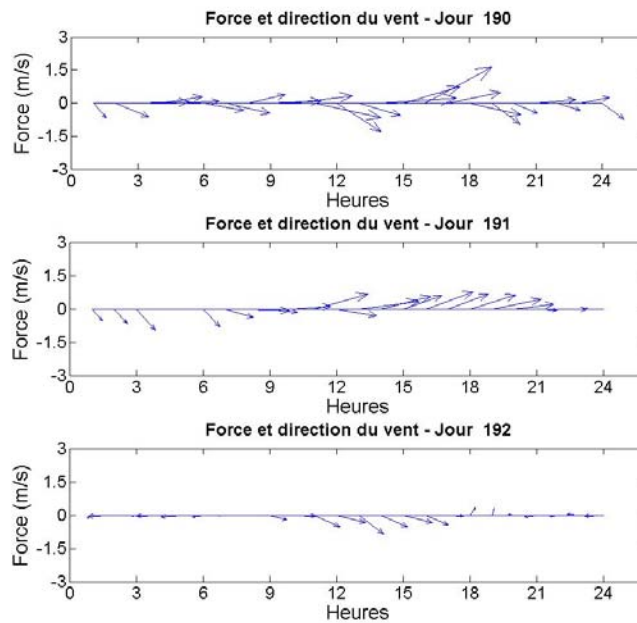 Force et direction du vent - Jour 190
Force (m/s)
3
1.5
0
-1.5
-3
0 3 6 9 12 15 18 21 24
Heures
Force et direction du vent - Jour 191
Force (m/s)
3
1.5
0
-1.5
-3
0 3 6 9 12 15 18 21 24
Heures
Force et direction du vent - Jour 192
Force (m/s)
3
1.5
0
-1.5
-3
0 3 6 9 12 15 18 21 24
Heures